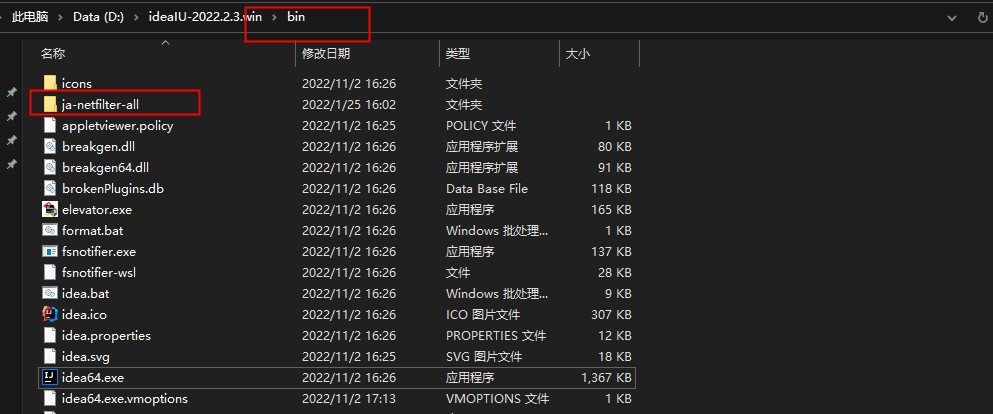 此电脑 > Data (D:) > ideaIU-2022.2.3.win > bin
名称 修改日期 类型 大小
icons 2022/11/2 16:26 文件夹
ja-netfilter-all 2022/1/25 16:02 文件夹
appletviewer.policy 2022/11/2 16:26 POLICY 文件 1 KB
breakgen.dll 2022/11/2 16:26 应用程序扩展 80 KB
breakgen64.dll 2022/11/2 16:26 应用程序扩展 91 KB
brokenPlugins.db 2022/11/2 16:26 Data Base File 118 KB
elevator.exe 2022/11/2 16:26 应用程序 165 KB
format.bat 2022/11/2 16:26 Windows 批处理... 1 KB
fsnotifier.exe 2022/11/2 16:26 应用程序 137 KB
fsnotifier-wsl 2022/11/2 16:26 文件 28 KB
idea.bat 2022/11/2 16:26 Windows 批处理... 9 KB
idea.ico 2022/11/2 16:26 ICO 图片文件 307 KB
idea.properties 2022/11/2 16:26 PROPERTIES 文件 12 KB
idea.svg 2022/11/2 16:25 SVG 图片文件 18 KB
idea64.exe 2022/11/2 16:26 应用程序 1,367 KB
idea64.exe.vmoptions 2022/11/2 17:13 VMOPTIONS 文件 1 KB